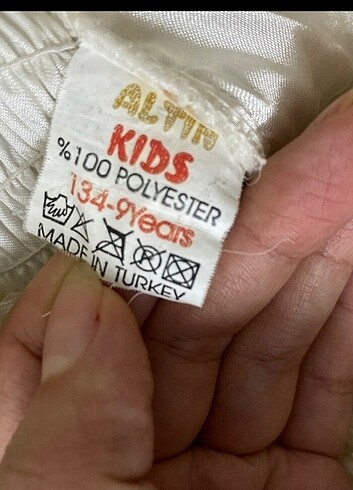 ALTIN
KIDS
%100 POLYESTER
134-9Years
MADE IN TURKEY